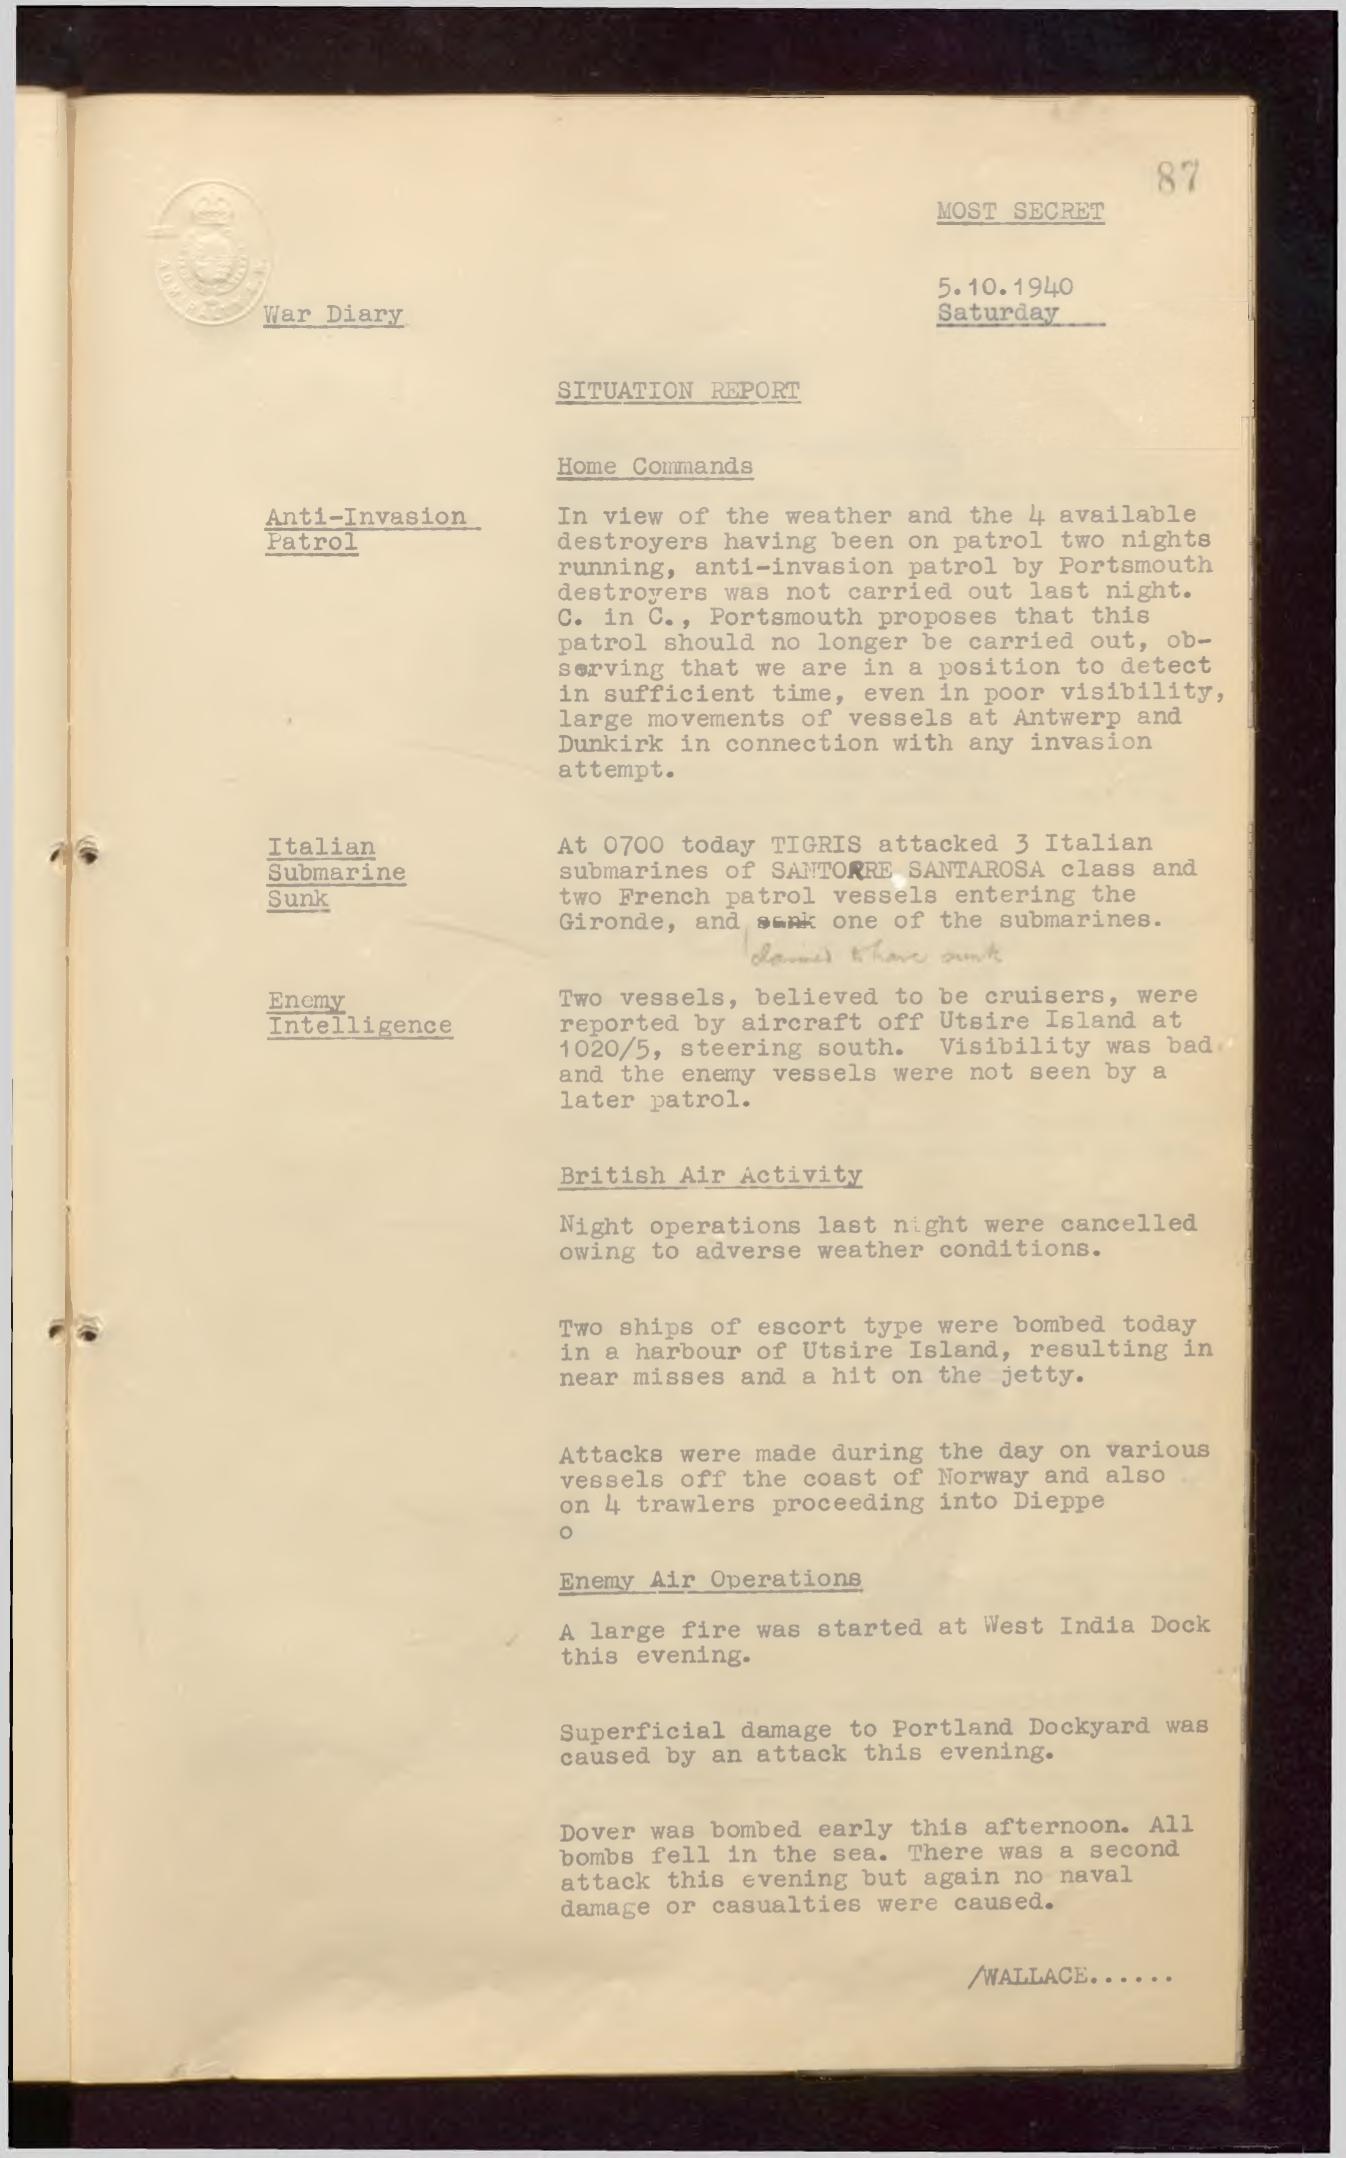 87
MOST SECRET
5.10.1940
Saturday
War Diary
SITUATION REPORT
Home Commands
Anti-Invasion
Patrol
In view of the weather and the 4 available
destroyers having been on patrol two nights
running, anti-invasion patrol by Portsmouth
destroyers was not carried out last night.
C. in C., Portsmouth proposes that this
patrol should no longer be carried out, ob-
serving that we are in a position to detect
in sufficient time, even in poor visibility,
large movements of vessels at Antwerp and
Dunkirk in connection with any invasion
attempt.
Italian
Submarine
Sunk
At 0700 today TIGRIS attacked 3 Italian
submarines of SANTORRE SANTAROSA class and
two French patrol vessels entering the
Gironde, and sunk one of the submarines.
claimed to have sunk
Enemy
Intelligence
Two vessels, believed to be cruisers, were
reported by aircraft off Utsire Island at
1020/5, steering south. Visibility was bad
and the enemy vessels were not seen by a
later patrol.
British Air Activity
Night operations last night were cancelled
owing to adverse weather conditions.
Two ships of escort type were bombed today
in a harbour of Utsire Island, resulting in
near misses and a hit on the jetty.
Attacks were made during the day on various
vessels off the coast of Norway and also
on 4 trawlers proceeding into Dieppe
o
Enemy Air Operations
A large fire was started at West India Dock
this evening.
Superficial damage to Portland Dockyard was
caused by an attack this evening.
Dover was bombed early this afternoon. All
bombs fell in the sea. There was a second
attack this evening but again no naval
damage or casualties were caused.
/WALLACE......